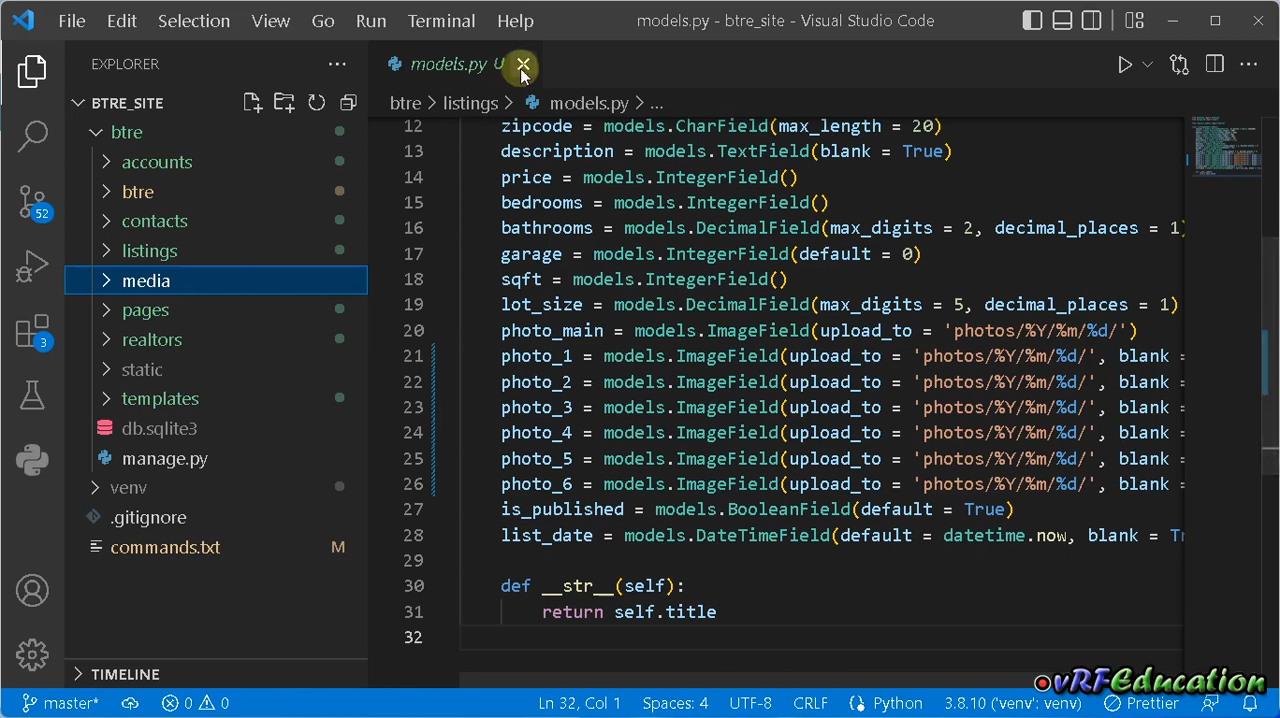 File Edit Selection View Go Run Terminal Help models.py - btre_site - Visual Studio Code
EXPLORER
BTRE_SITE
btre
accounts
btre
contacts
listings
media
pages
realtors
static
templates
db.sqlite3
manage.py
venv
.gitignore
commands.txt M
TIMELINE
52
3
models.py U
btre > listings > models.py > ...
12 zipcode = models.CharField(max_length = 20)
13 description = models.TextField(blank = True)
14 price = models.IntegerField()
15 bedrooms = models.IntegerField()
16 bathrooms = models.DecimalField(max_digits = 2, decimal_places = 1)
17 garage = models.IntegerField(default = 0)
18 sqft = models.IntegerField()
19 lot_size = models.DecimalField(max_digits = 5, decimal_places = 1)
20 photo_main = models.ImageField(upload_to = 'photos/%Y/%m/%d/')
21 photo_1 = models.ImageField(upload_to = 'photos/%Y/%m/%d/', blank =
22 photo_2 = models.ImageField(upload_to = 'photos/%Y/%m/%d/', blank =
23 photo_3 = models.ImageField(upload_to = 'photos/%Y/%m/%d/', blank =
24 photo_4 = models.ImageField(upload_to = 'photos/%Y/%m/%d/', blank =
25 photo_5 = models.ImageField(upload_to = 'photos/%Y/%m/%d/', blank =
26 photo_6 = models.ImageField(upload_to = 'photos/%Y/%m/%d/', blank =
27 is_published = models.BooleanField(default = True)
28 list_date = models.DateTimeField(default = datetime.now, blank = Tr
29
30 def __str__(self):
31 return self.title
32
vRFEducation
master* 0 0 Ln 32, Col 1 Spaces: 4 UTF-8 CRLF Python 3.8.10 ('venv': venv) Prettier